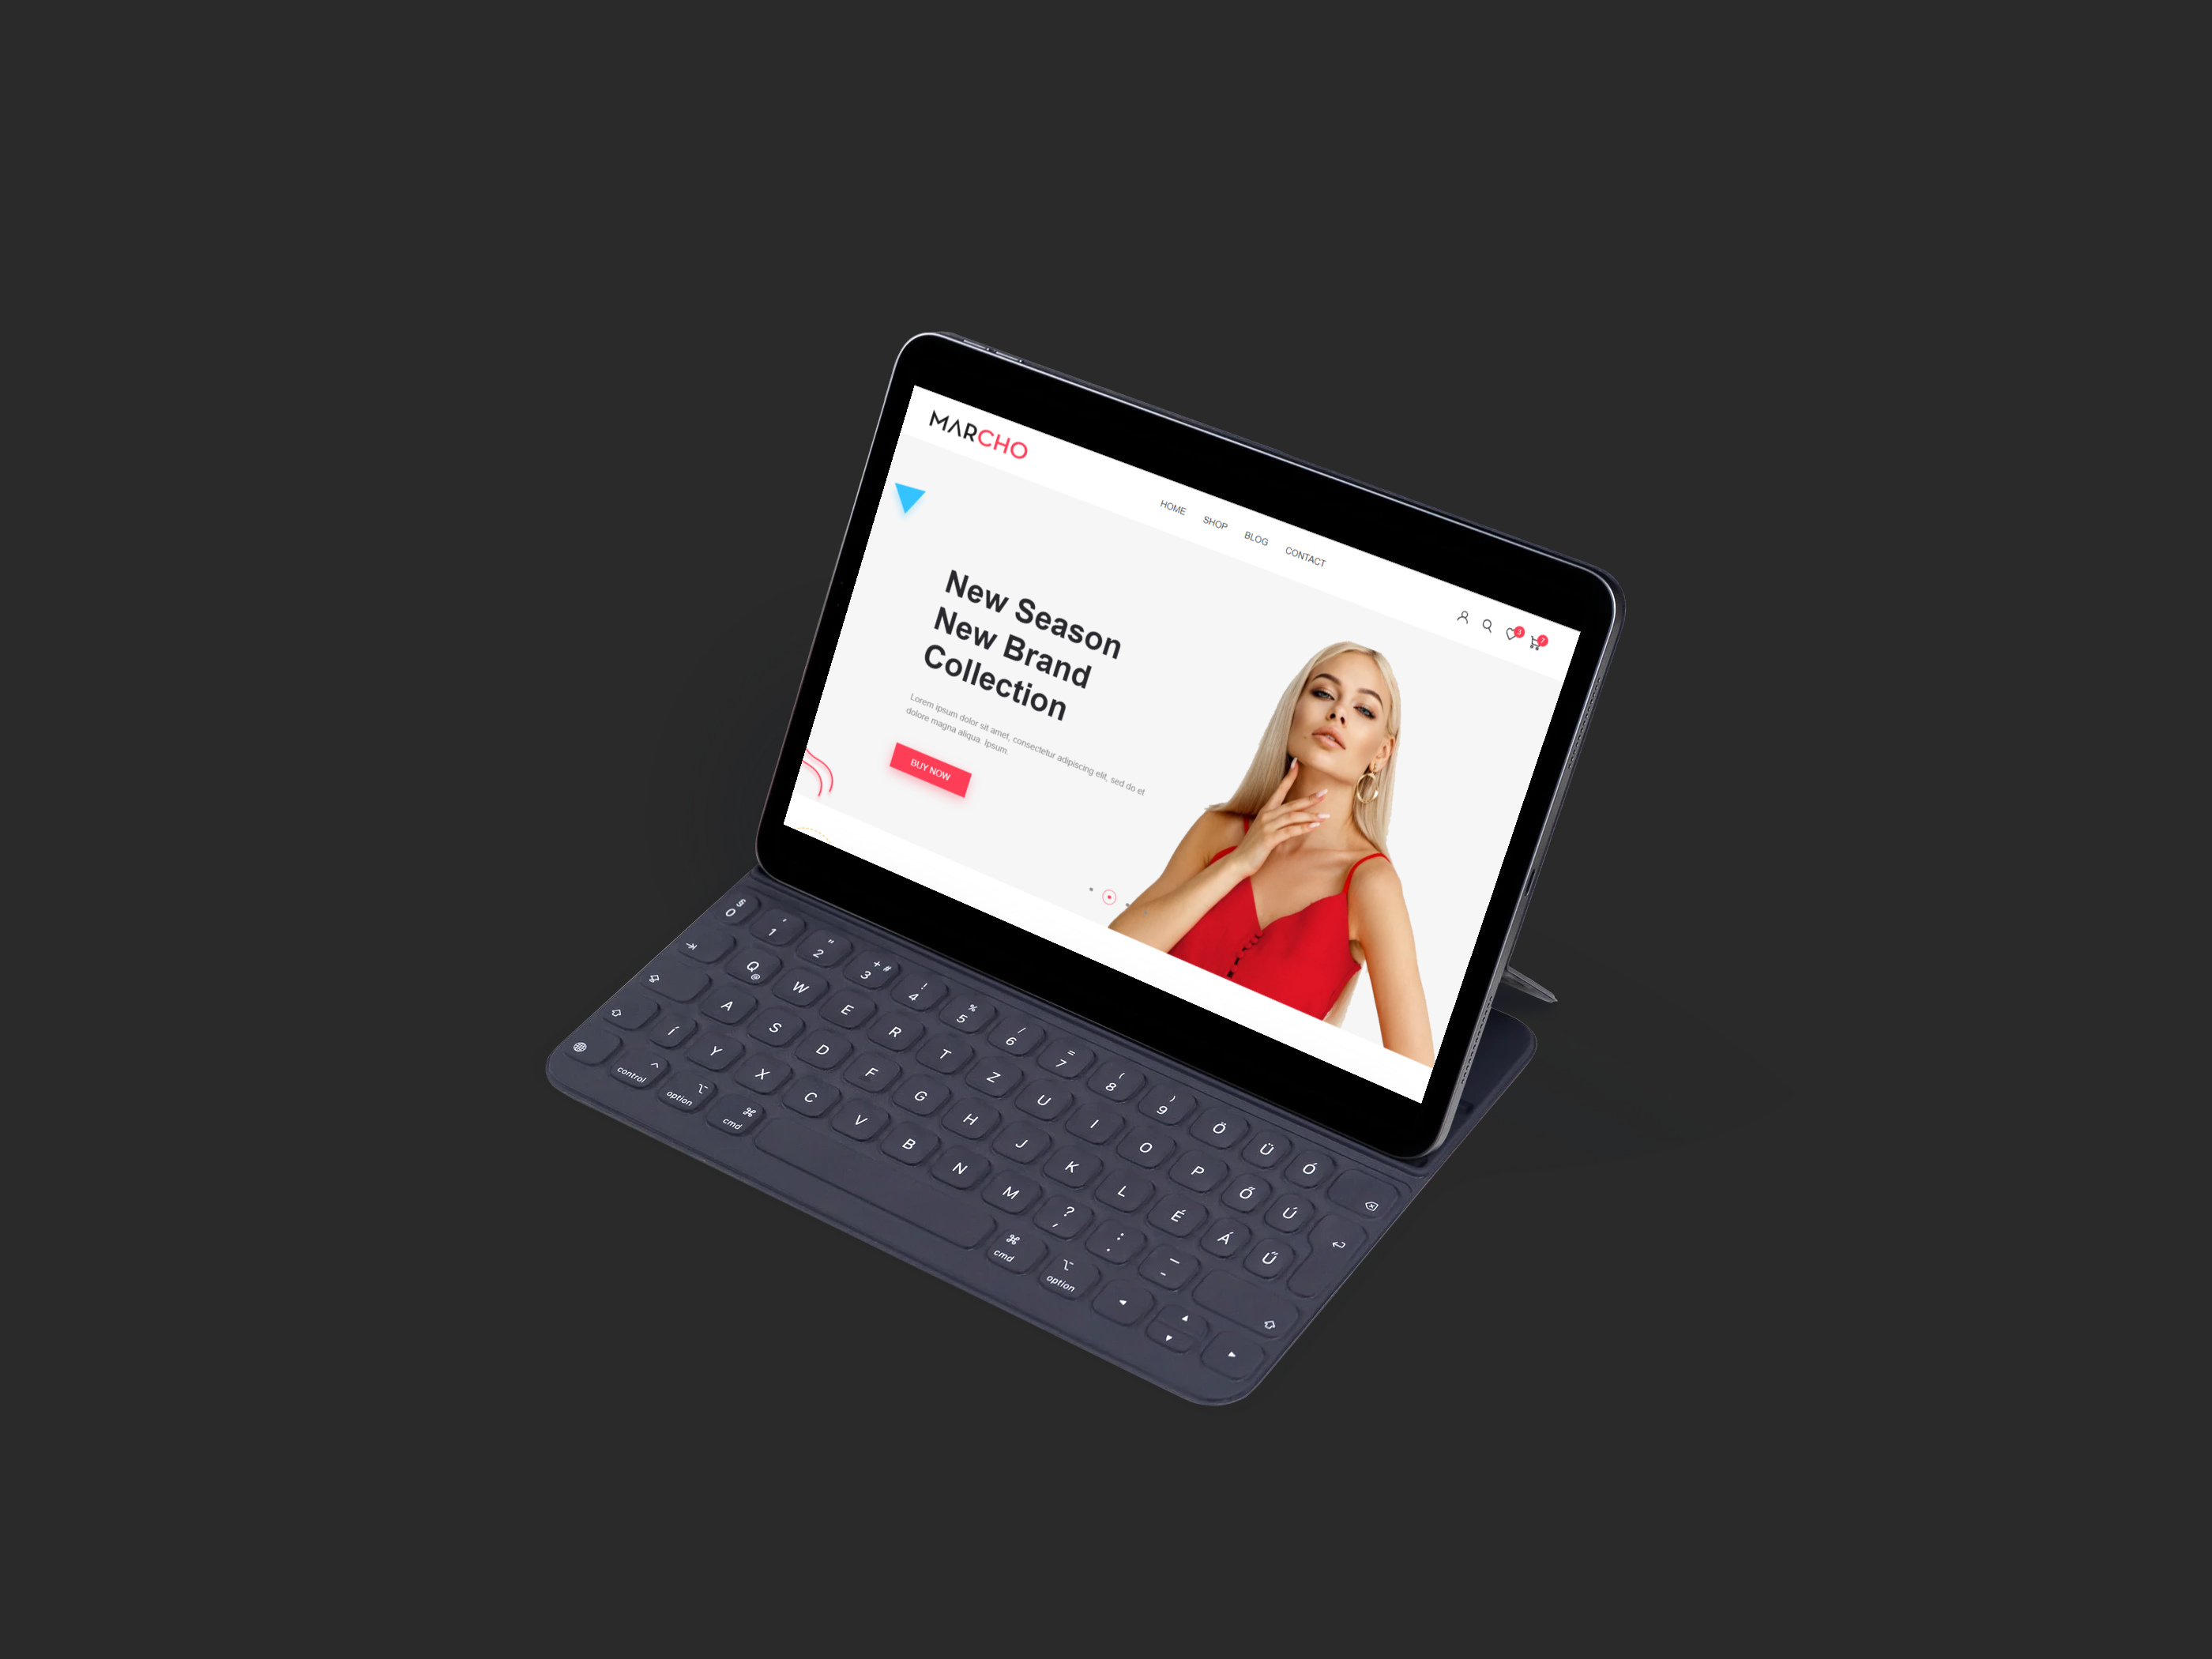 MARCHO
HOME SHOP BLOG CONTACT
3 7
New Season
New Brand
Collection
Lorem ipsum dolor sit amet, consectetur adipiscing elit, sed do et
dolore magna aliqua. Ipsum.
BUY NOW
§ ' " + # ! % / = ( )
0 1 2 3 4 5 6 7 8 9 Ö Ü Ó
Q @ W E R T Z U I O P Ő Ú
A S D F G H J K L É Á Ű
Í Y X C V B N M ? , : . _ -
control ^ option ⌥ cmd ⌘ ⌘ cmd ⌥ option